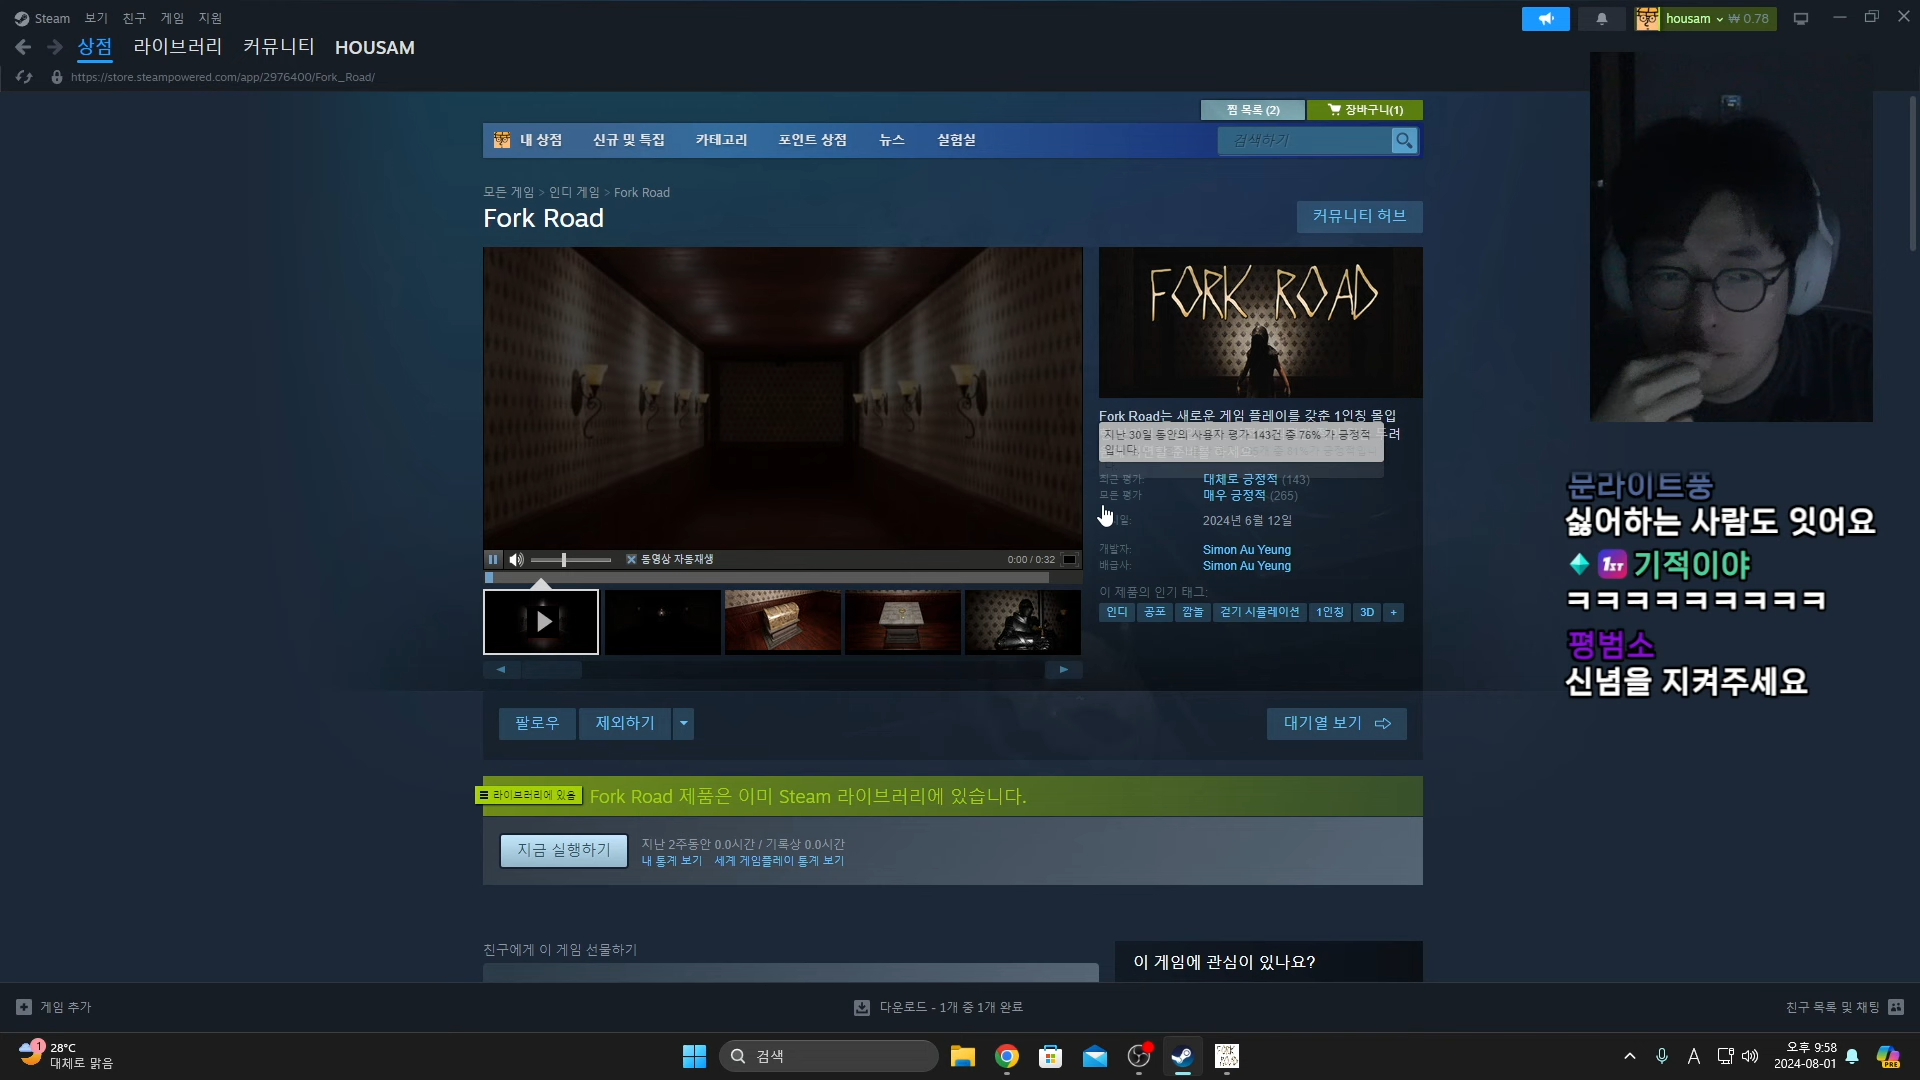 Steam 보기 친구 게임 지원
housam ₩ 0.78
상점 라이브러리 커뮤니티 HOUSAM
https://store.steampowered.com/app/2976400/Fork_Road/
찜 목록 (2) 장바구니(1)
내 상점 신규 및 특집 카테고리 포인트 상점 뉴스 실험실 검색하기
모든 게임 > 인디 게임 > Fork Road
Fork Road
커뮤니티 허브
FORK ROAD
Fork Road는 새로운 게임 플레이를 갖춘 1인칭 몰입
지난 30일 동안의 사용자 평가 143건 중 76% 가 긍정적
입니다.
최근 평가: 대체로 긍정적 (143)
모든 평가 매우 긍정적 (265)
2024년 6월 12일
개발자: Simon Au Yeung
배급사: Simon Au Yeung
이 제품의 인기 태그:
인디 공포 깜놀 걷기 시뮬레이션 1인칭 3D +
동영상 자동재생 0:00 / 0:32
팔로우 제외하기 대기열 보기
라이브러리에 있음 Fork Road 제품은 이미 Steam 라이브러리에 있습니다.
지금 실행하기
지난 2주동안 0.0시간 / 기록상 0.0시간
내 통계 보기 세계 게임플레이 통계 보기
친구에게 이 게임 선물하기
이 게임에 관심이 있나요?
문라이트풍
싫어하는 사람도 잇어요
1ST 기적이야
ㅋㅋㅋㅋㅋㅋㅋㅋㅋ
평범소
신념을 지켜주세요
게임 추가 다운로드 - 1개 중 1개 완료 친구 목록 및 채팅
1 28°C
대체로 맑음
검색
FORK
ROAD
A
오후 9:58
2024-08-01
PRE